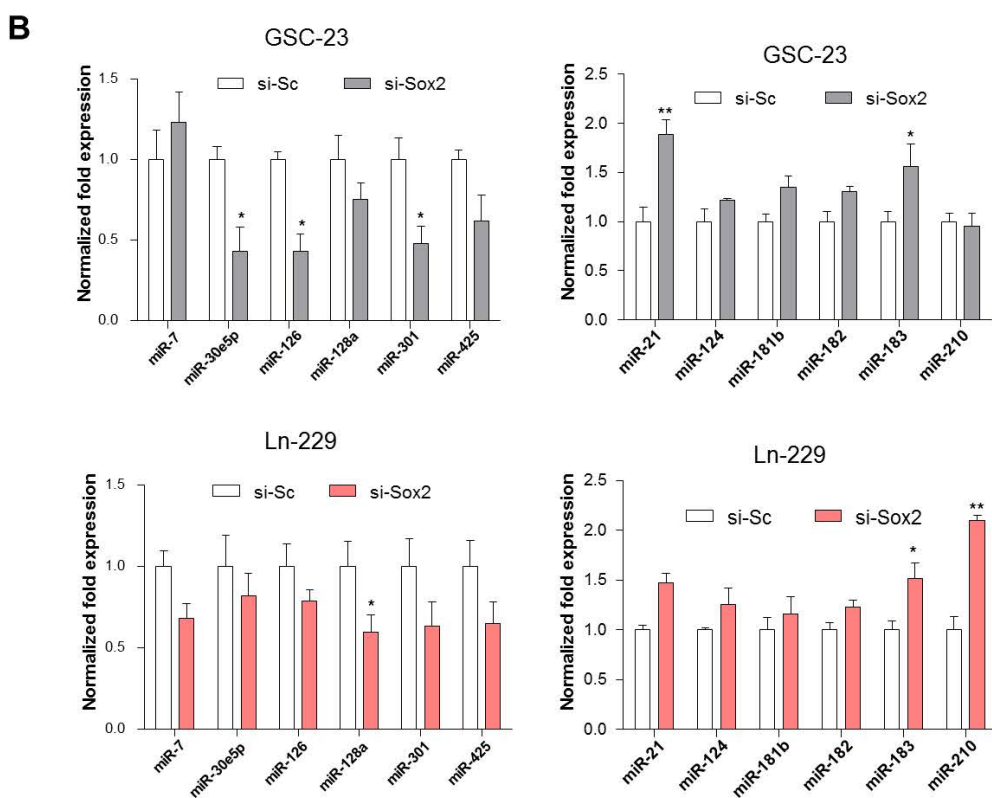 B
GSC-23
si-Sc si-Sox2
Normalized fold expression
1.5
1.0
0.5
0.0
* * *
miR-7 miR-30e5p miR-126 miR-128a miR-301 miR-425
GSC-23
si-Sc si-Sox2
Normalized fold expression
2.5
2.0
1.5
1.0
0.5
0.0
** *
miR-21 miR-124 miR-181b miR-182 miR-183 miR-210
Ln-229
si-Sc si-Sox2
Normalized fold expression
1.5
1.0
0.5
0.0
*
miR-7 miR-30e5p miR-126 miR-128a miR-301 miR-425
Ln-229
si-Sc si-Sox2
Normalized fold expression
2.5
2.0
1.5
1.0
0.5
0.0
* **
miR-21 miR-124 miR-181b miR-182 miR-183 miR-210